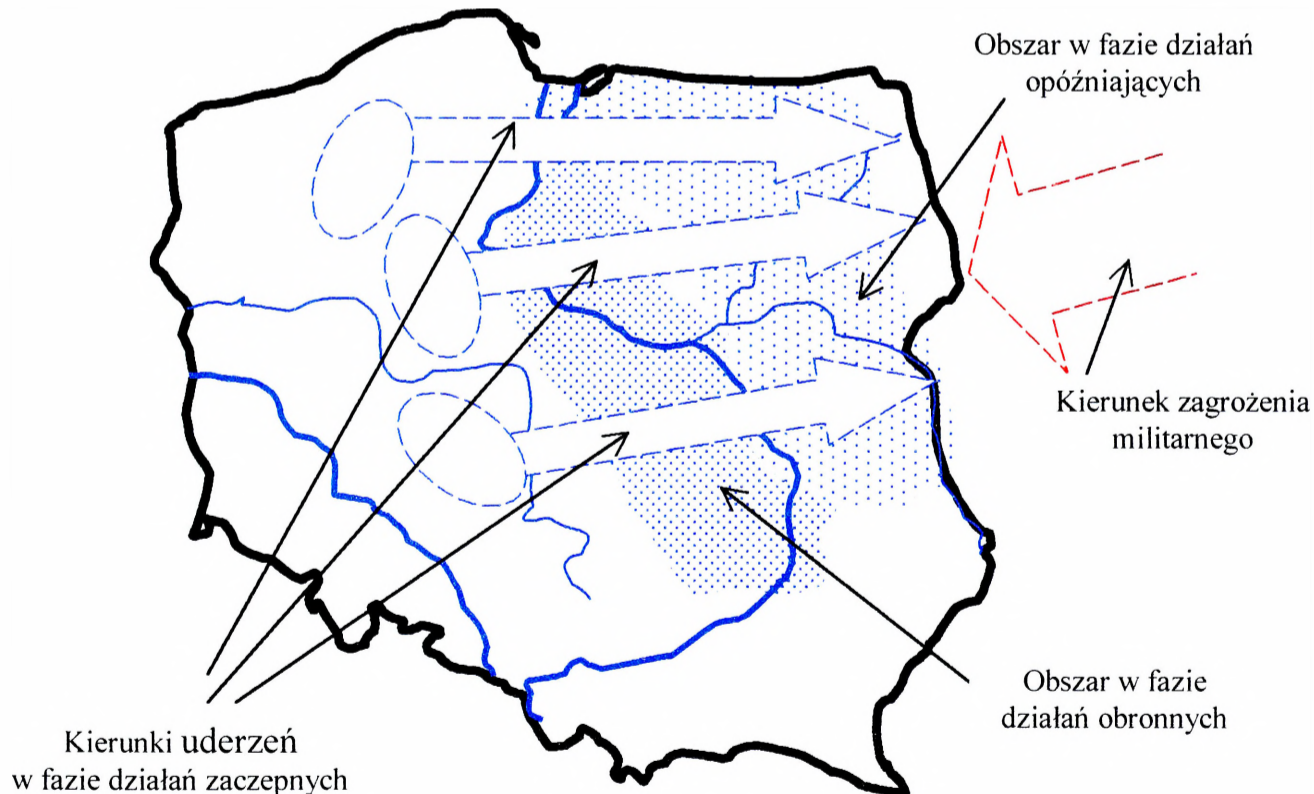 Obszar w fazie działań
opóźniających
Kierunek zagrożenia
militarnego
Obszar w fazie
działań obronnych
Kierunki uderzeń
w fazie działań zaczepnych